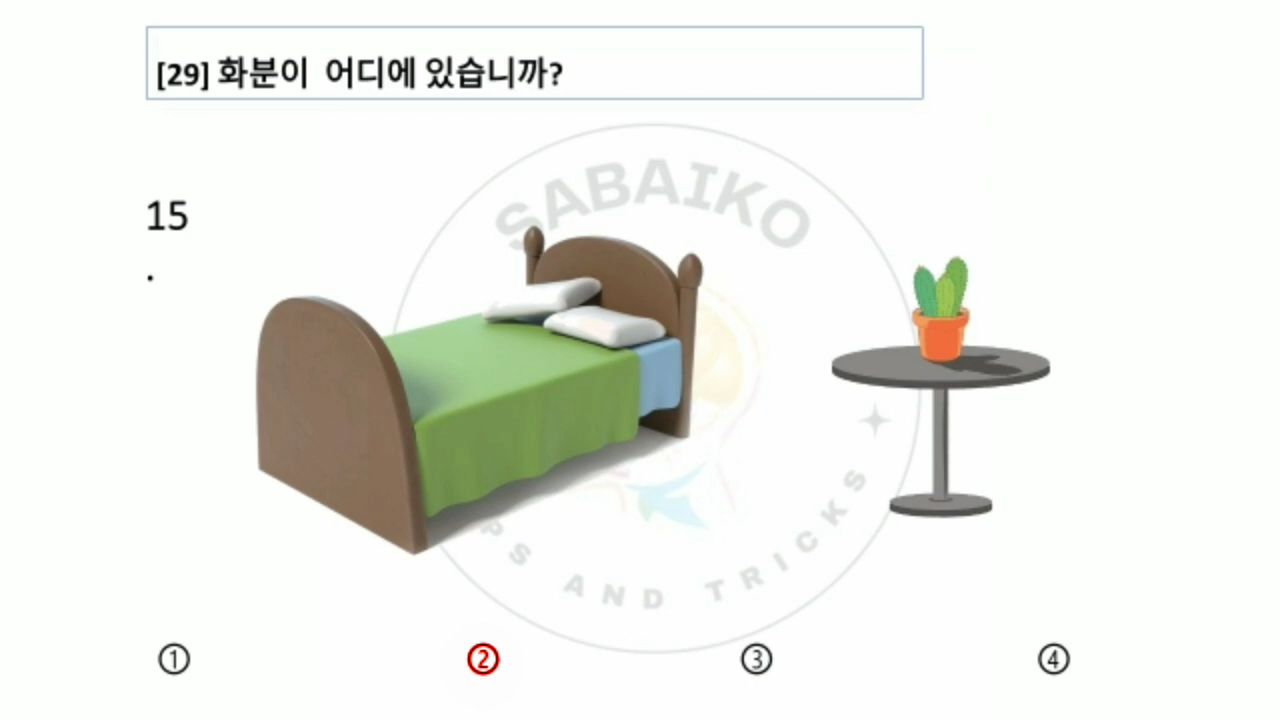 [29] 화분이 어디에 있습니까?
SABAIKO
15
.
PS AND TRICKS
① ② ③ ④